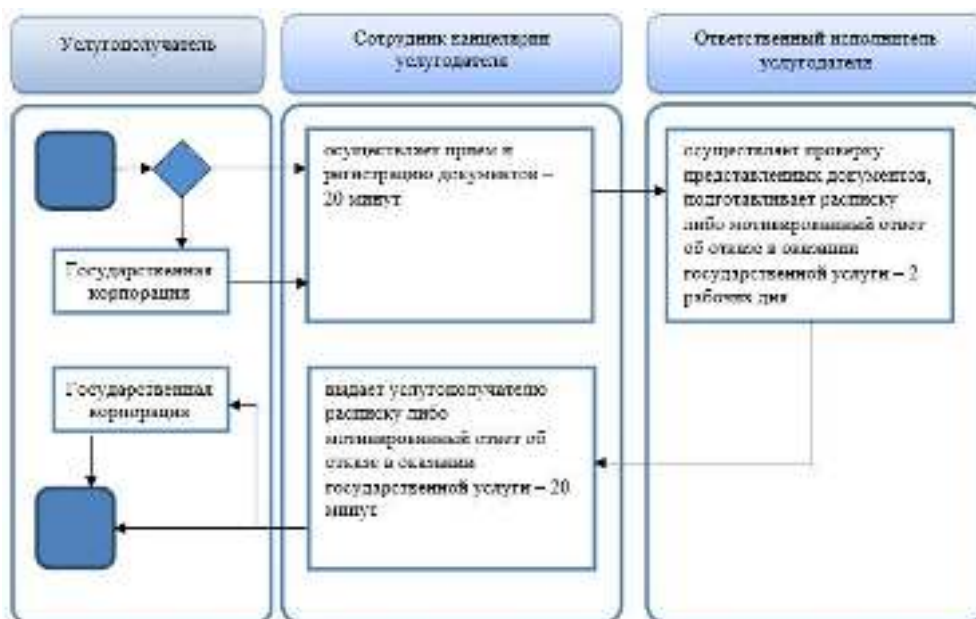 Услугополучатель
Сотрудник канцелярии
услугодателя
Ответственный исполнитель
услугодателя
осуществляет прием и
регистрацию документов –
20 минут
осуществляет проверку
представленных документов,
подготавливает расписку
либо мотивированный ответ
об отказе в оказании
государственной услуги – 2
рабочих дня
Государственная
корпорация
Государственная
корпорация
выдает услугополучателю
расписку либо
мотивированный ответ об
отказе в оказании
государственной услуги – 20
минут